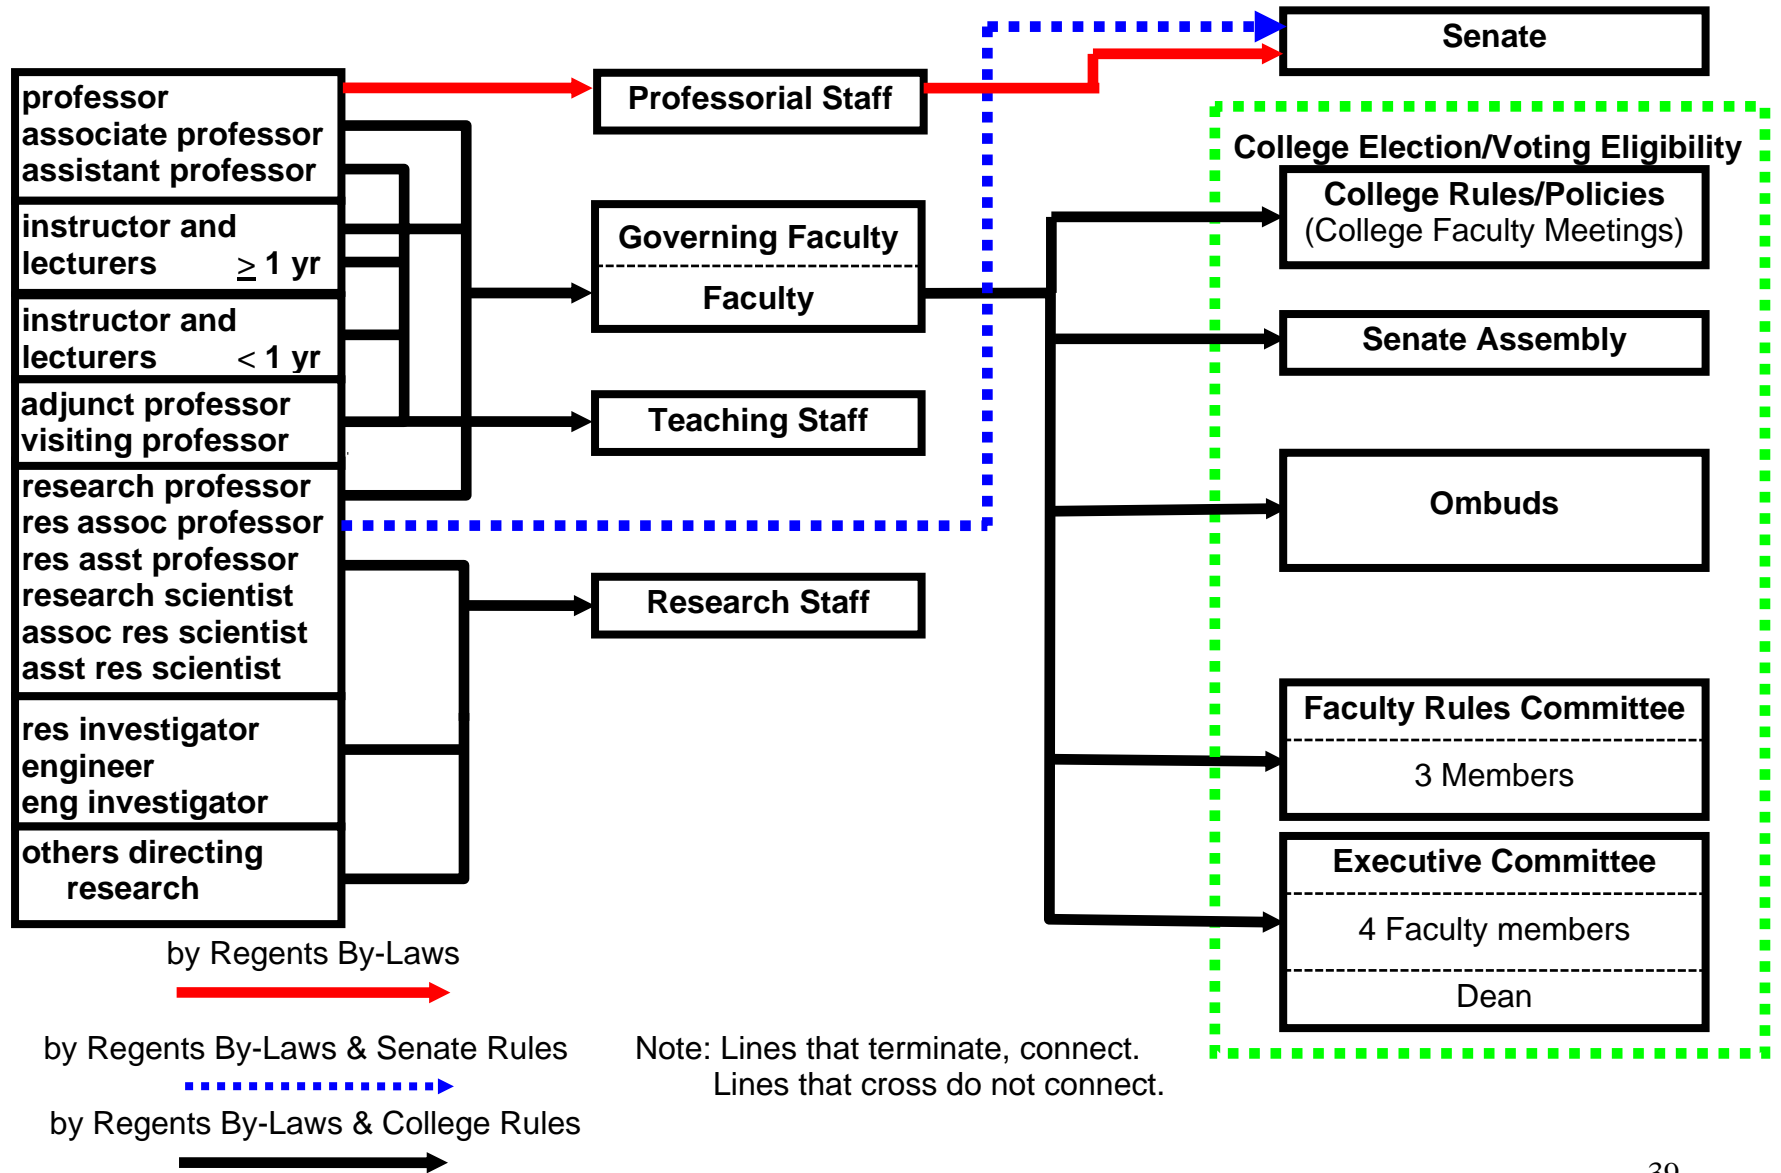 professor
associate professor
assistant professor
instructor and
lecturers ≥ 1 yr
instructor and
lecturers < 1 yr
adjunct professor
visiting professor
research professor
res assoc professor
res asst professor
research scientist
assoc res scientist
asst res scientist
res investigator
engineer
eng investigator
others directing
research
Professorial Staff
Governing Faculty
Faculty
Teaching Staff
Research Staff
Senate
College Election/Voting Eligibility
College Rules/Policies
(College Faculty Meetings)
Senate Assembly
Ombuds
Faculty Rules Committee
3 Members
Executive Committee
4 Faculty members
Dean
by Regents By-Laws
by Regents By-Laws & Senate Rules
by Regents By-Laws & College Rules
Note: Lines that terminate, connect.
Lines that cross do not connect.
39